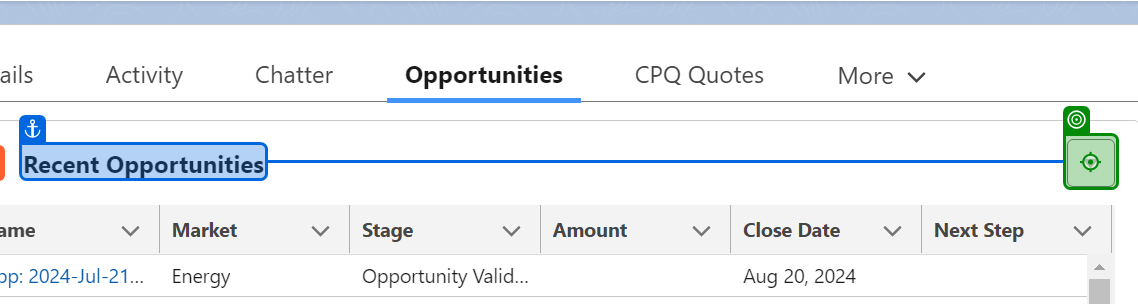 ails Activity Chatter Opportunities CPQ Quotes More
Recent Opportunities
ame Market Stage Amount Close Date Next Step
pp: 2024-Jul-21... Energy Opportunity Valid... Aug 20, 2024